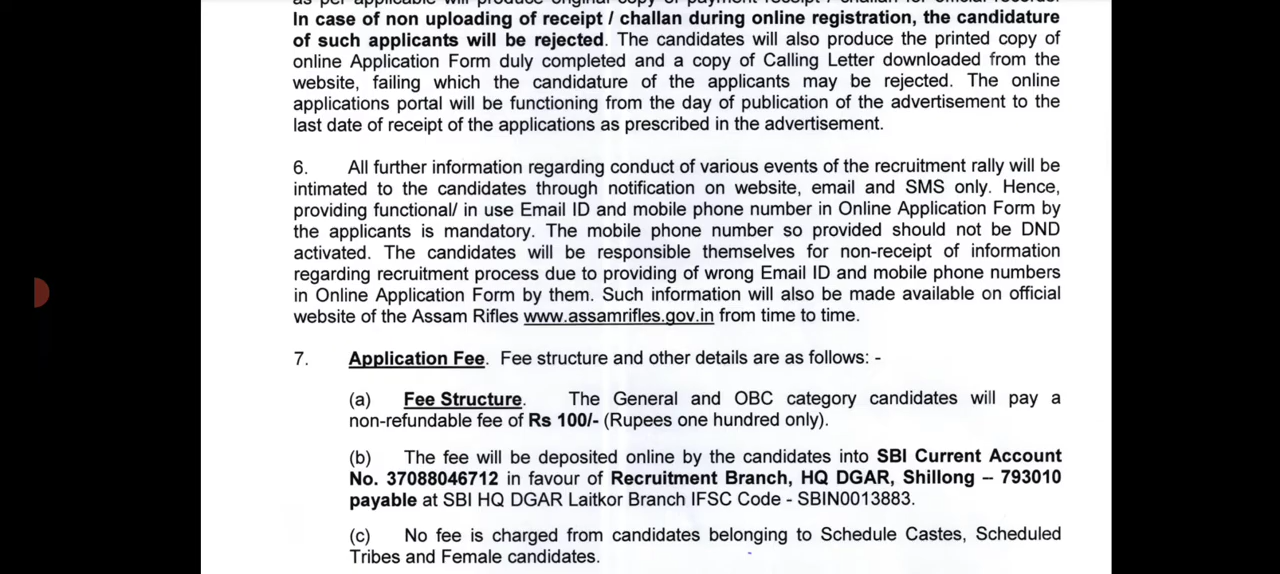 as per applicable will produce original copy of payment receipt / challan for official records.
In case of non uploading of receipt / challan during online registration, the candidature
of such applicants will be rejected. The candidates will also produce the printed copy of
online Application Form duly completed and a copy of Calling Letter downloaded from the
website, failing which the candidature of the applicants may be rejected. The online
applications portal will be functioning from the day of publication of the advertisement to the
last date of receipt of the applications as prescribed in the advertisement.
6. All further information regarding conduct of various events of the recruitment rally will be
intimated to the candidates through notification on website, email and SMS only. Hence,
providing functional/ in use Email ID and mobile phone number in Online Application Form by
the applicants is mandatory. The mobile phone number so provided should not be DND
activated. The candidates will be responsible themselves for non-receipt of information
regarding recruitment process due to providing of wrong Email ID and mobile phone numbers
in Online Application Form by them. Such information will also be made available on official
website of the Assam Rifles www.assamrifles.gov.in from time to time.
7. Application Fee. Fee structure and other details are as follows: -
(a) Fee Structure. The General and OBC category candidates will pay a
non-refundable fee of Rs 100/- (Rupees one hundred only).
(b) The fee will be deposited online by the candidates into SBI Current Account
No. 37088046712 in favour of Recruitment Branch, HQ DGAR, Shillong – 793010
payable at SBI HQ DGAR Laitkor Branch IFSC Code - SBIN0013883.
(c) No fee is charged from candidates belonging to Schedule Castes, Scheduled
Tribes and Female candidates.